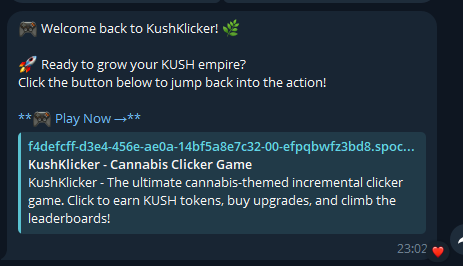 🎮 Welcome back to KushKlicker! 🌿
🚀 Ready to grow your KUSH empire?
Click the button below to jump back into the action!
**🎮 Play Now →**
f4defcff-d3e4-456e-ae0a-14bf5a8e7c32-00-efpqbwfz3bd8.spoc...
KushKlicker - Cannabis Clicker Game
KushKlicker - The ultimate cannabis-themed incremental clicker
game. Click to earn KUSH tokens, buy upgrades, and climb the
leaderboards!
23:02